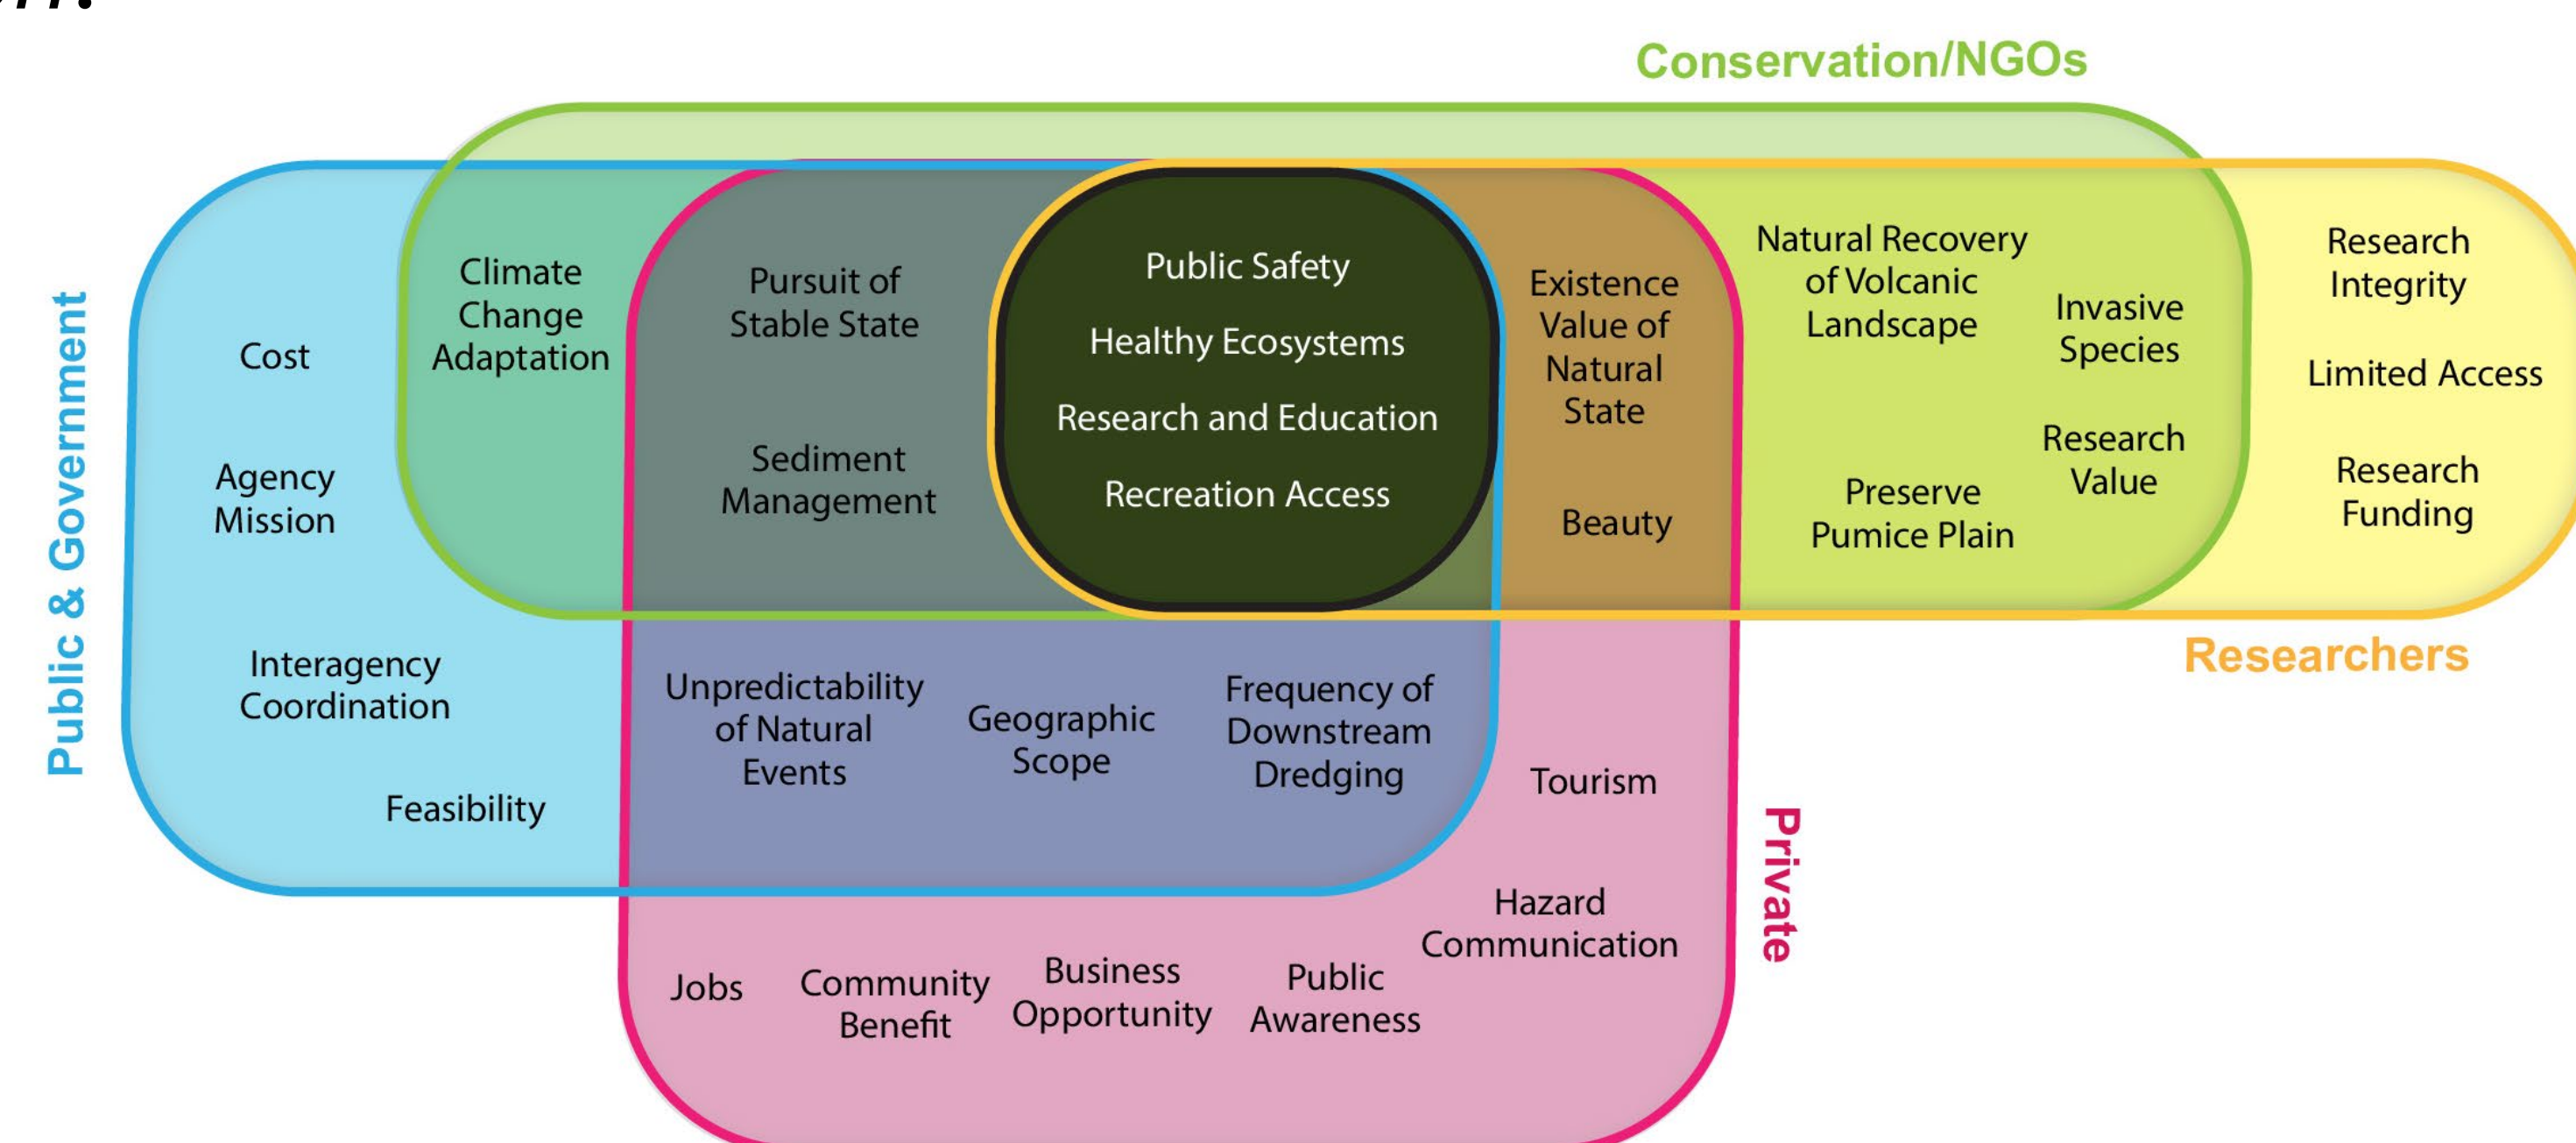 Conservation/NGOs
Public & Government
Cost
Agency
Mission
Interagency
Coordination
Feasibility
Climate
Change
Adaptation
Pursuit of
Stable State
Sediment
Management
Public Safety
Healthy Ecosystems
Research and Education
Recreation Access
Existence
Value of
Natural
State
Beauty
Natural Recovery
of Volcanic
Landscape
Invasive
Species
Research
Value
Preserve
Pumice Plain
Research
Integrity
Limited Access
Research
Funding
Researchers
Unpredictability
of Natural
Events
Geographic
Scope
Frequency of
Downstream
Dredging
Tourism
Hazard
Communication
Private
Jobs
Community
Benefit
Business
Opportunity
Public
Awareness